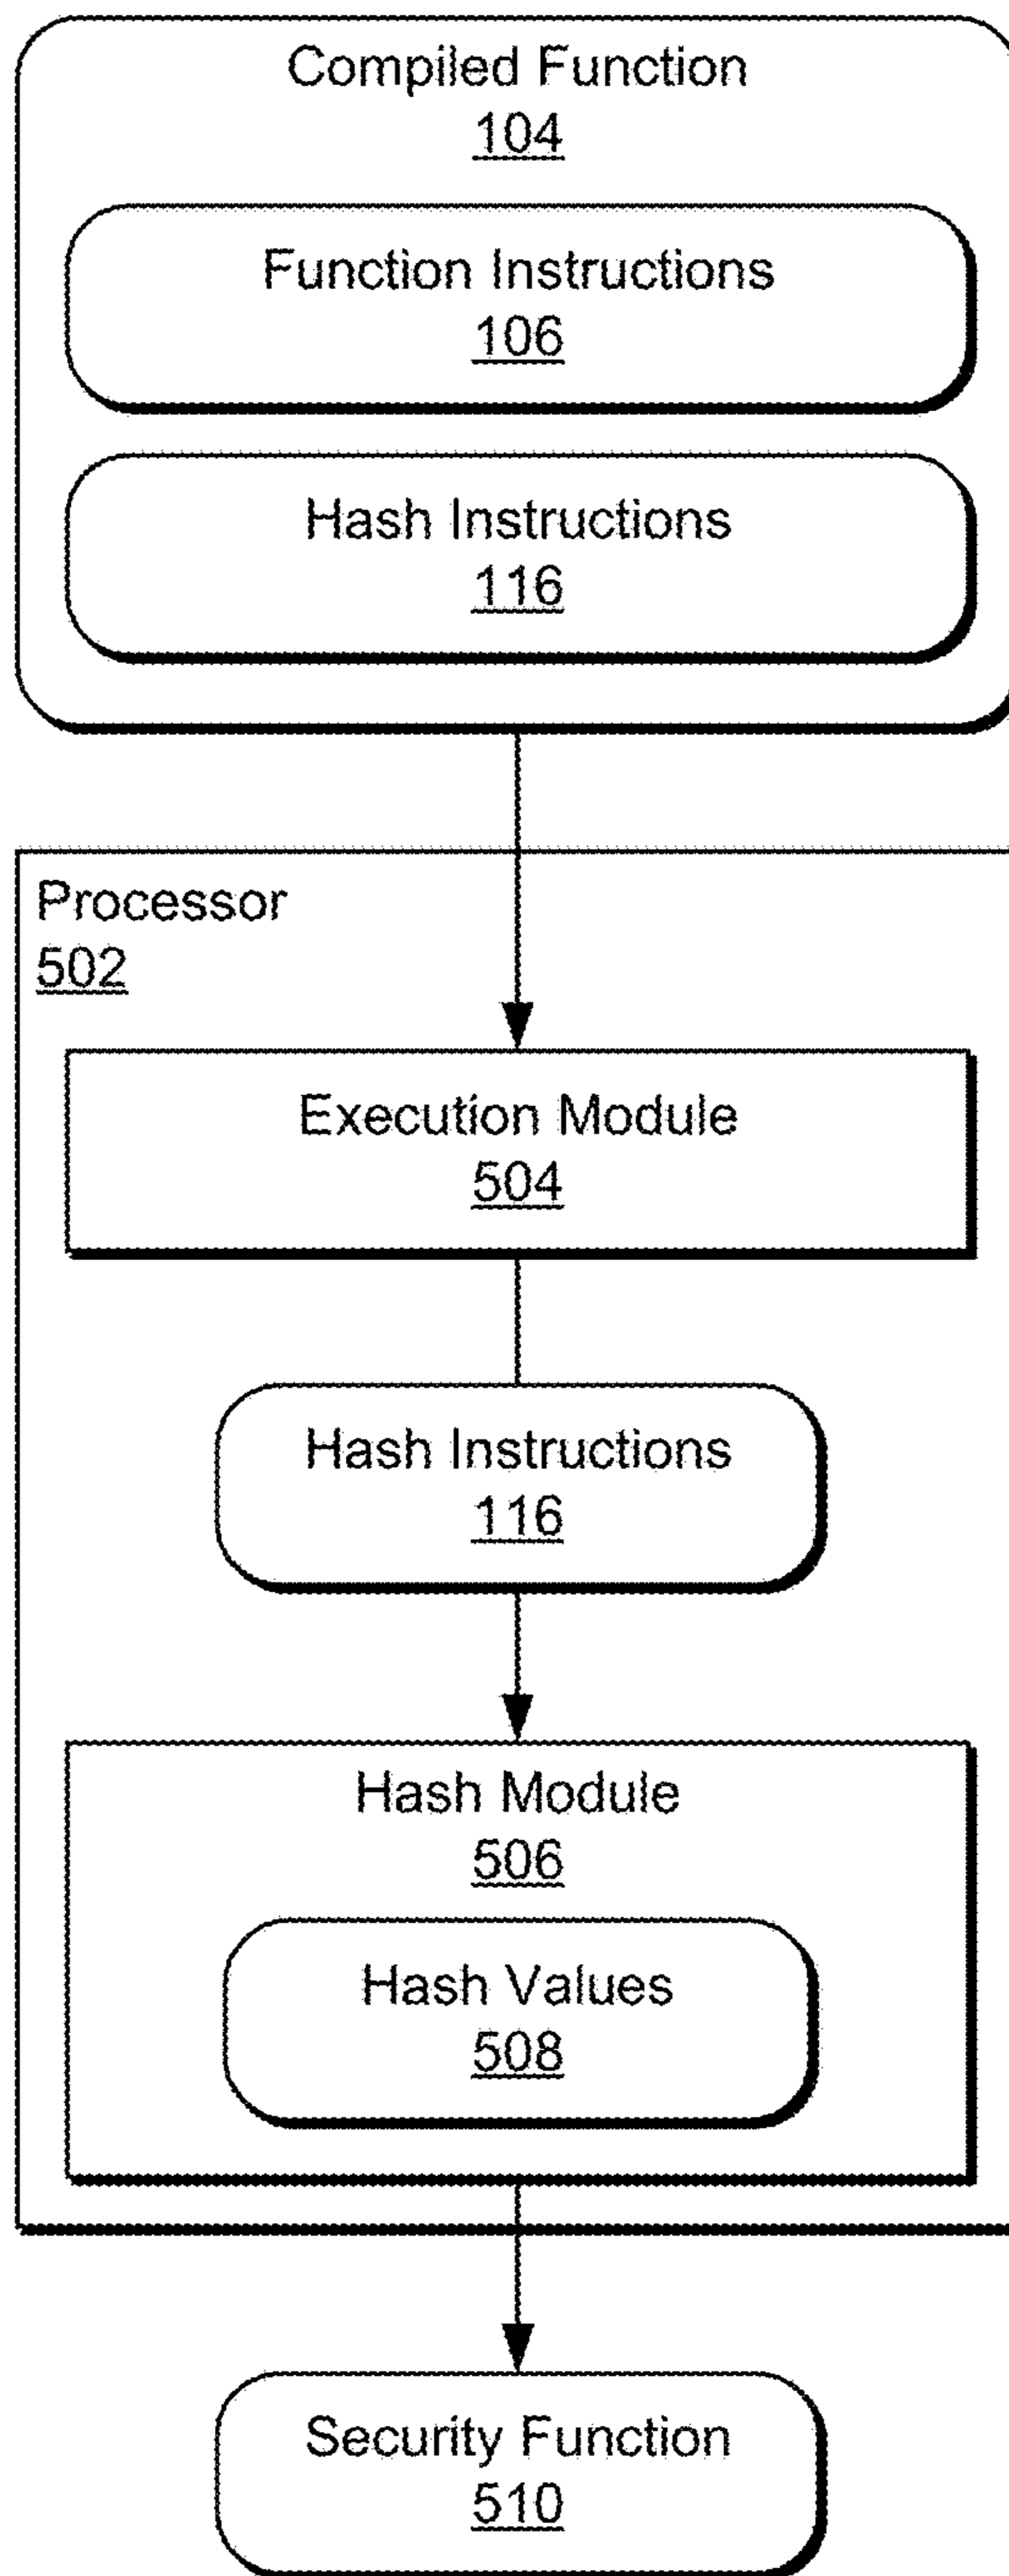 Compiled Function
104
Function Instructions
106
Hash Instructions
116
Processor
502
Execution Module
504
Hash Instructions
116
Hash Module
506
Hash Values
508
Security Function
510